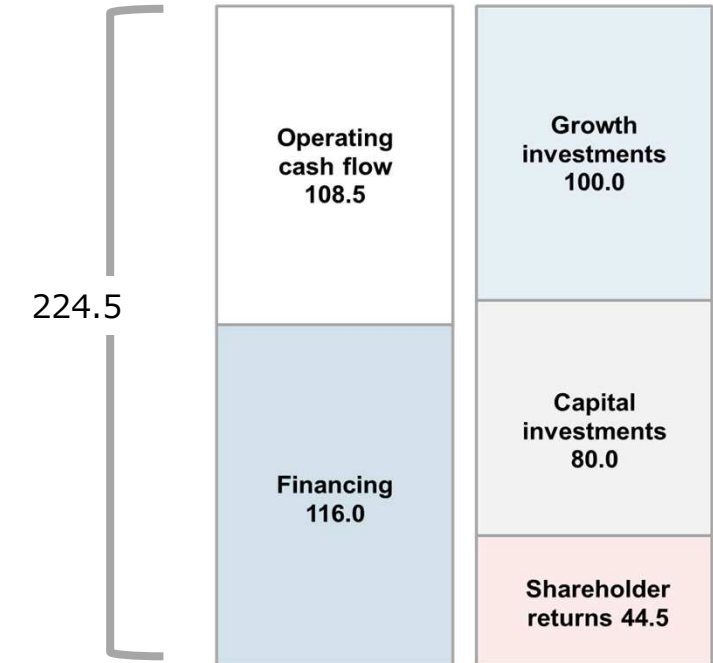 224.5
Operating
cash flow
108.5
Financing
116.0
Growth
investments
100.0
Capital
investments
80.0
Shareholder
returns 44.5